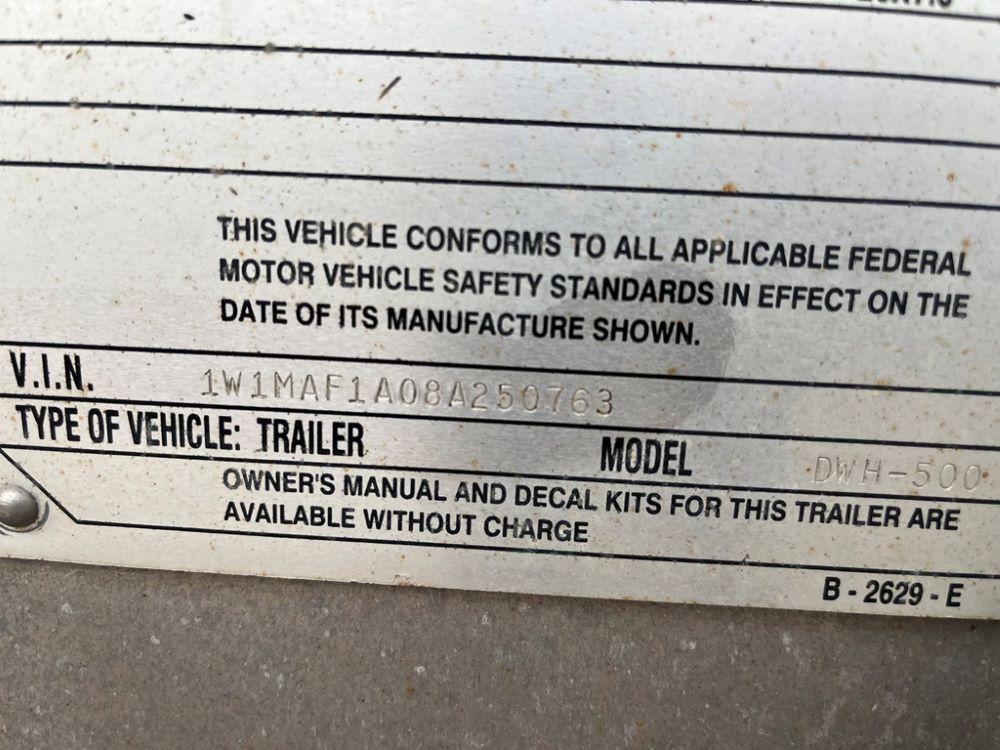 THIS VEHICLE CONFORMS TO ALL APPLICABLE FEDERAL
MOTOR VEHICLE SAFETY STANDARDS IN EFFECT ON THE
DATE OF ITS MANUFACTURE SHOWN.
V.I.N. 1W1MAF1A08A250763
TYPE OF VEHICLE: TRAILER MODEL DWH-500
OWNER'S MANUAL AND DECAL KITS FOR THIS TRAILER ARE
AVAILABLE WITHOUT CHARGE
B - 2629 - E